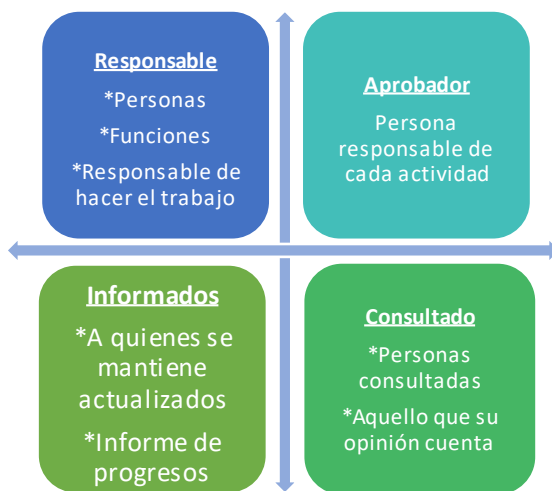 Responsable
*Personas
*Funciones
*Responsable de
hacer el trabajo
Aprobador
Persona
responsable de
cada actividad
Informados
*A quienes se
mantiene
actualizados
*Informe de
progresos
Consultado
*Personas
consultadas
*Aquello que su
opinión cuenta